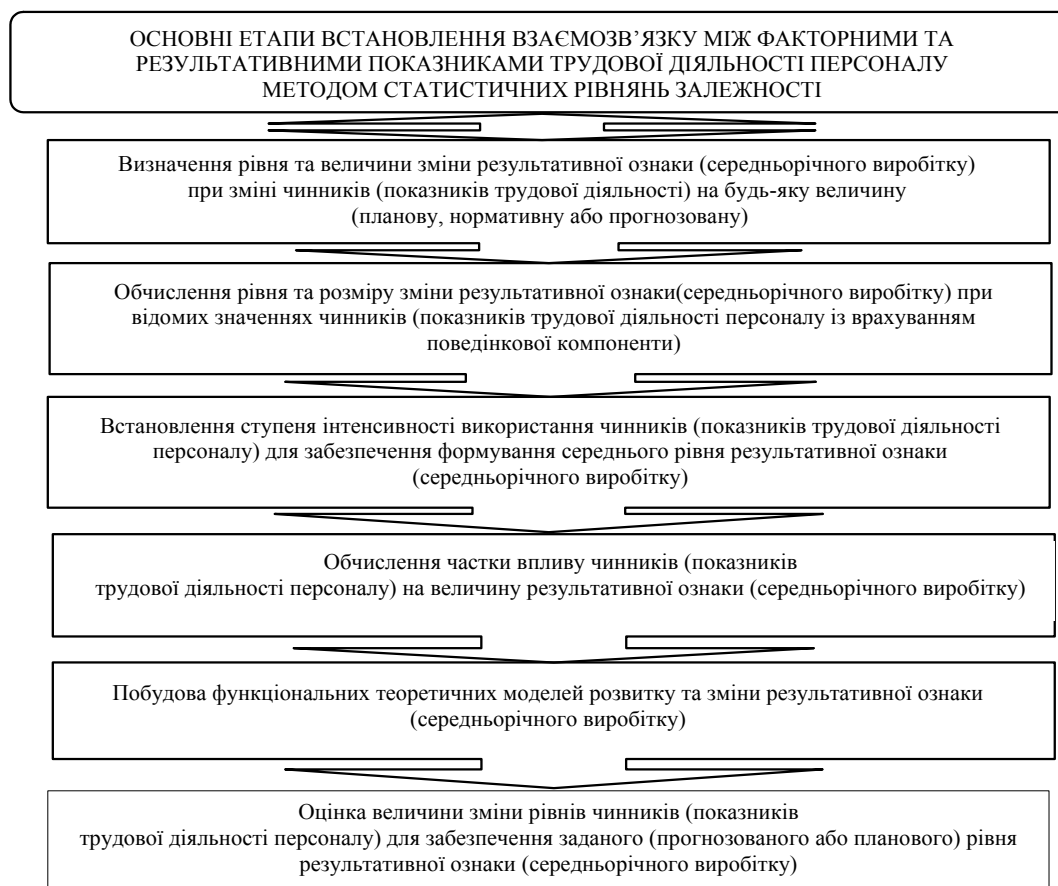 ОСНОВНІ ЕТАПИ ВСТАНОВЛЕННЯ ВЗАЄМОЗВ’ЯЗКУ МІЖ ФАКТОРНИМИ ТА
РЕЗУЛЬТАТИВНИМИ ПОКАЗНИКАМИ ТРУДОВОЇ ДІЯЛЬНОСТІ ПЕРСОНАЛУ
МЕТОДОМ СТАТИСТИЧНИХ РІВНЯНЬ ЗАЛЕЖНОСТІ
Визначення рівня та величини зміни результативної ознаки (середньорічного виробітку)
при зміні чинників (показників трудової діяльності) на будь-яку величину
(планову, нормативну або прогнозовану)
Обчислення рівня та розміру зміни результативної ознаки(середньорічного виробітку) при
відомих значеннях чинників (показників трудової діяльності персоналу із врахуванням
поведінкової компоненти)
Встановлення ступеня інтенсивності використання чинників (показників трудової діяльності
персоналу) для забезпечення формування середнього рівня результативної ознаки
(середньорічного виробітку)
Обчислення частки впливу чинників (показників
трудової діяльності персоналу) на величину результативної ознаки (середньорічного виробітку)
Побудова функціональних теоретичних моделей розвитку та зміни результативної ознаки
(середньорічного виробітку)
Оцінка величини зміни рівнів чинників (показників
трудової діяльності персоналу) для забезпечення заданого (прогнозованого або планового) рівня
результативної ознаки (середньорічного виробітку)